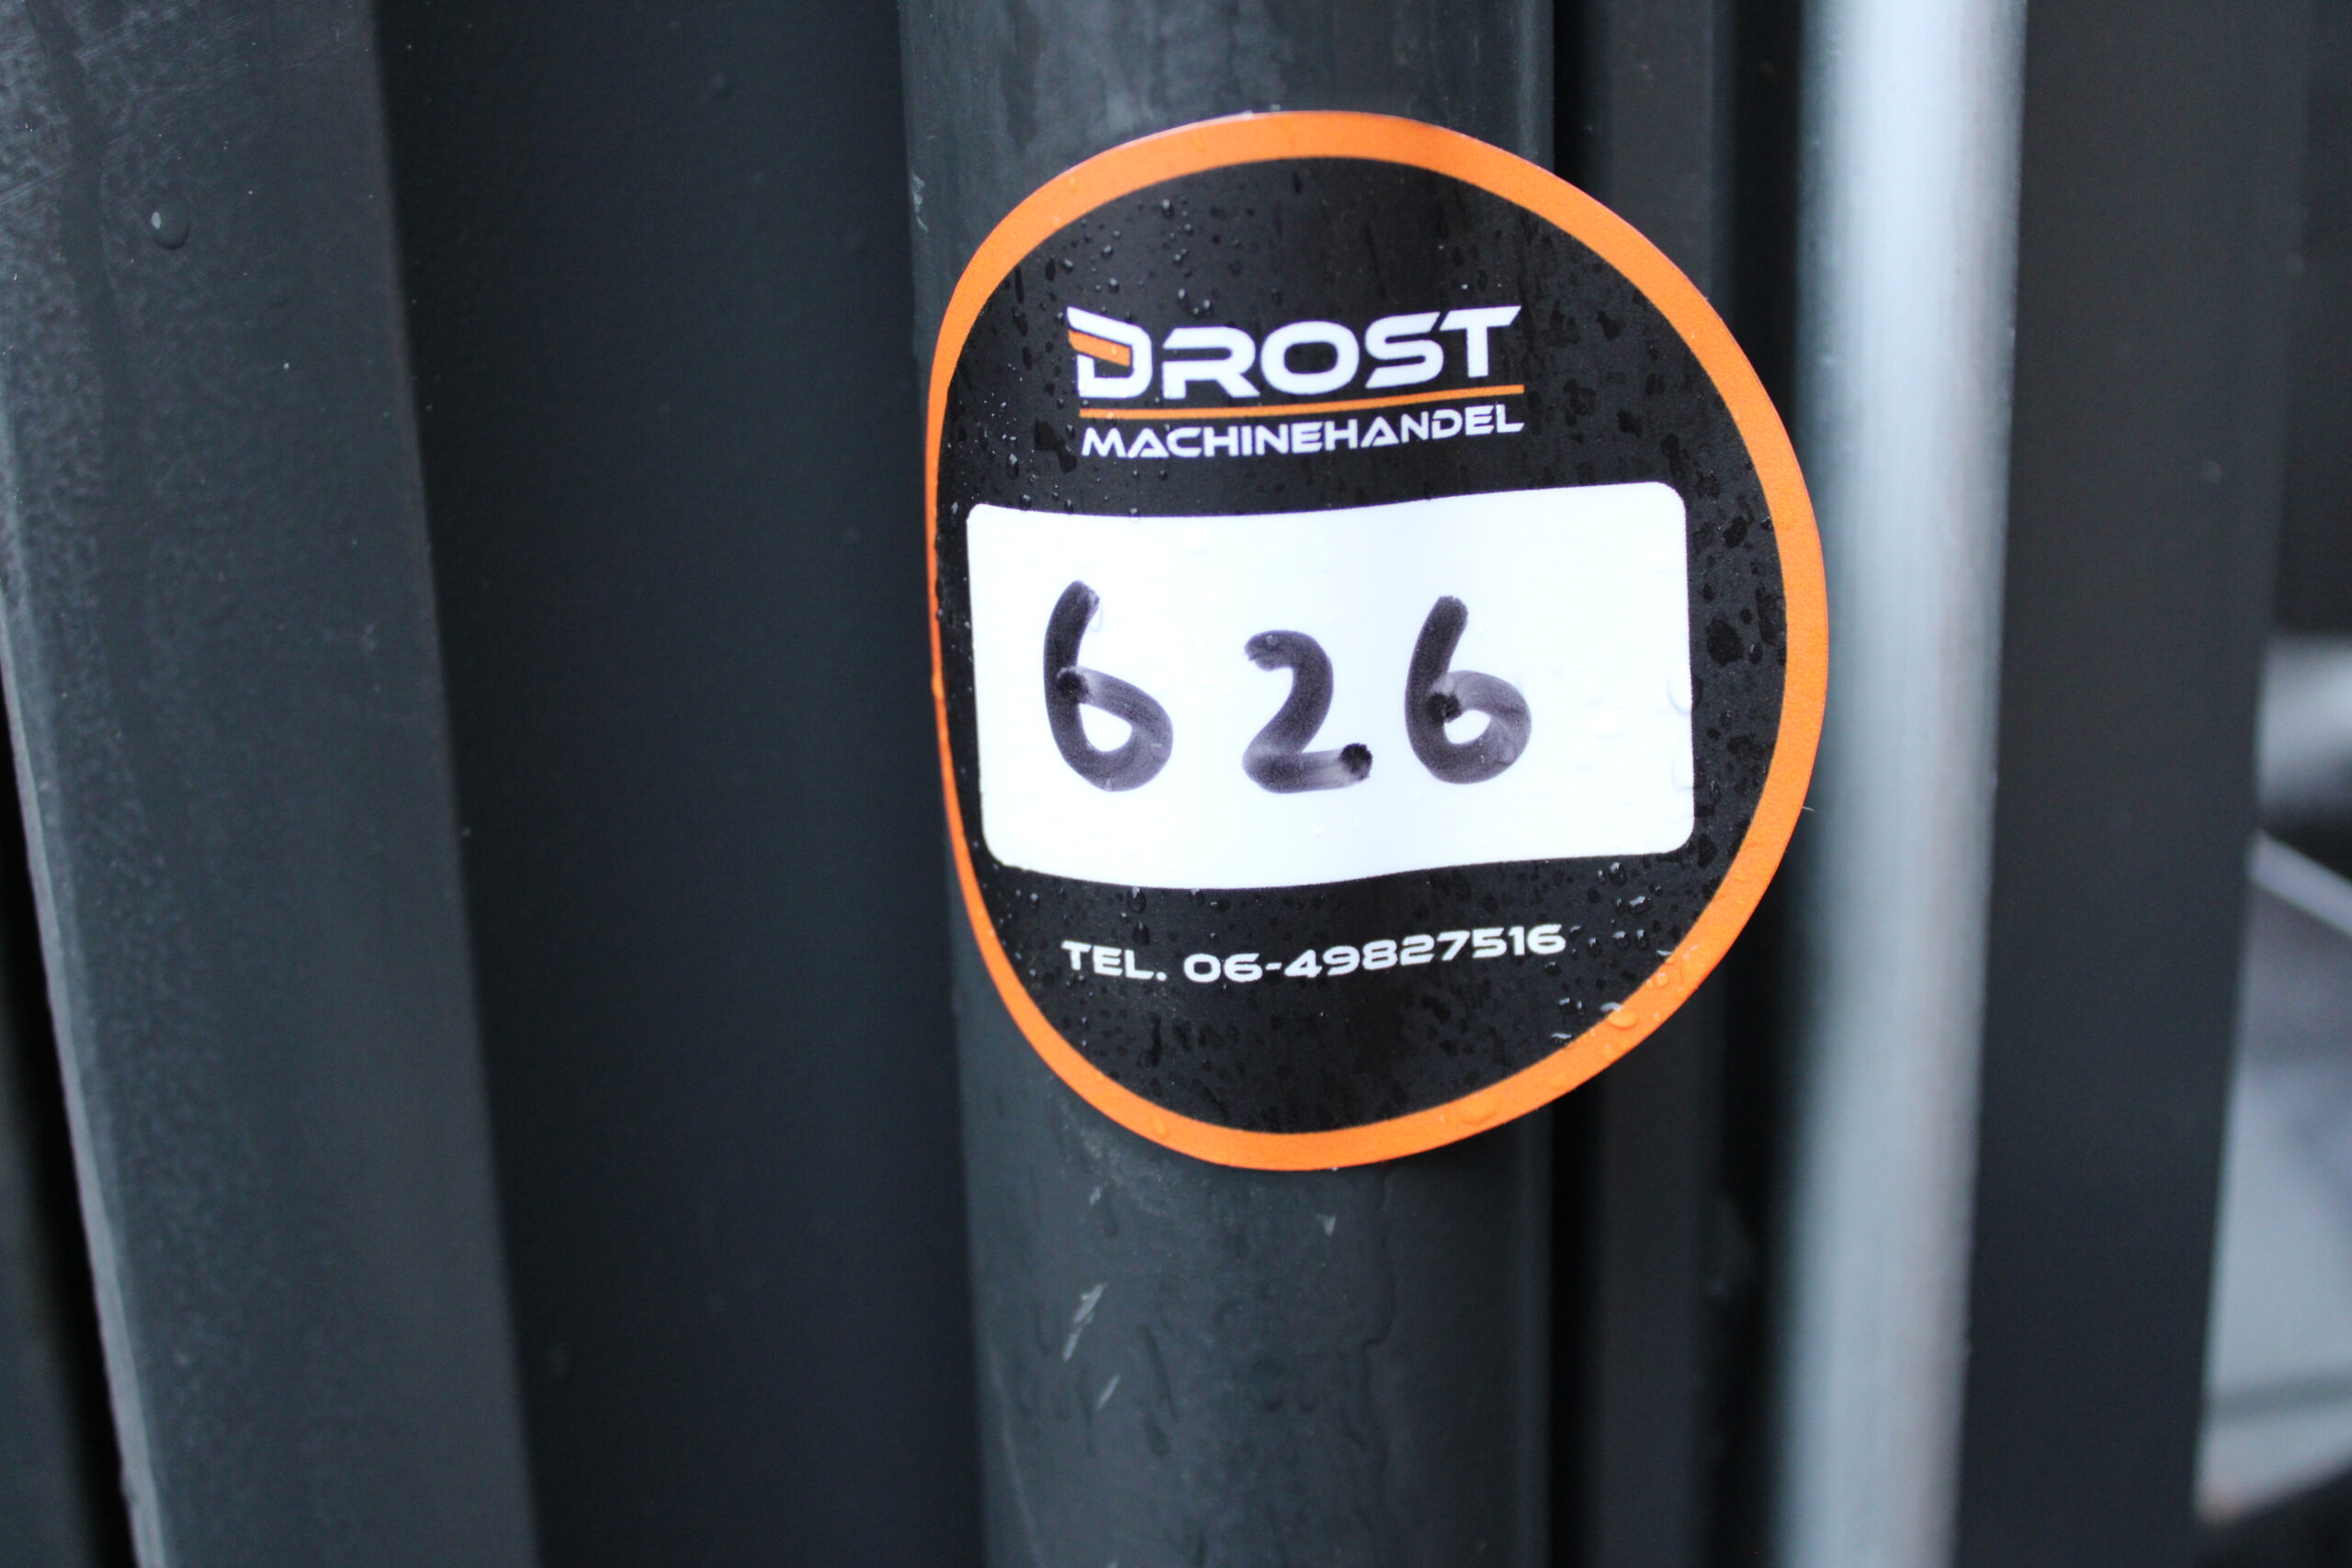 DROST
MACHINEHANDEL
626
TEL. 06-49827516